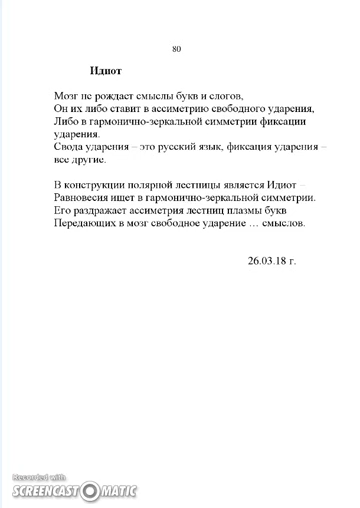 80
Идиот
Мозг не рождает смыслы букв и слогов,
Он их либо ставит в ассиметрию свободного ударения,
Либо в гармонично-зеркальной симметрии фиксации
ударения.
Свода ударения – это русский язык, фиксация ударения –
все другие.
В конструкции полярной лестницы является Идиот –
Равновесия ищет в гармонично-зеркальной симметрии.
Его раздражает ассиметрия лестниц плазмы букв
Передающих в мозг свободное ударение … смыслов.
26.03.18 г.
Recorded with
SCREENCAST-O-MATIC